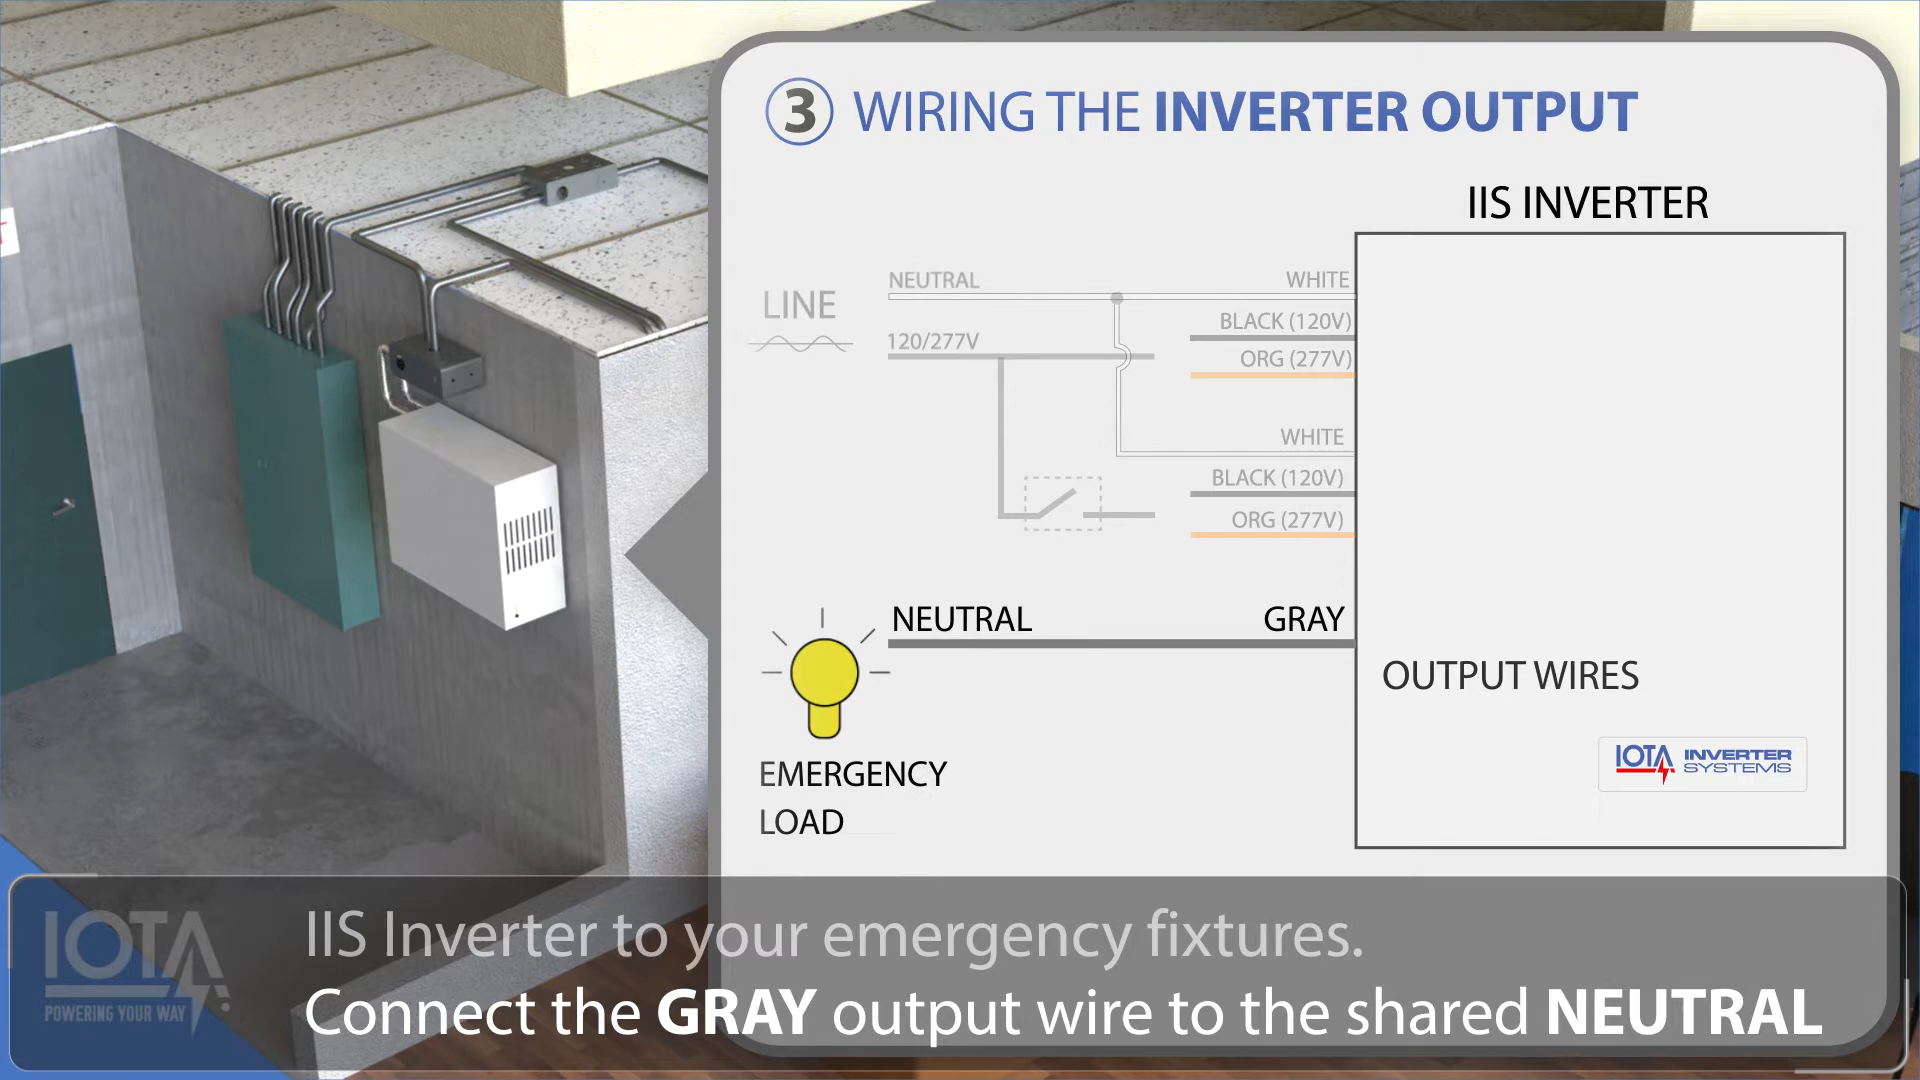 3 WIRING THE INVERTER OUTPUT
IIS INVERTER
LINE
NEUTRAL
WHITE
120/277V
BLACK (120V)
ORG (277V)
WHITE
BLACK (120V)
ORG (277V)
NEUTRAL
GRAY
OUTPUT WIRES
EMERGENCY
LOAD
IOTA INVERTER
SYSTEMS
IOTA
POWERING YOUR WAY
IIS Inverter to your emergency fixtures.
Connect the GRAY output wire to the shared NEUTRAL